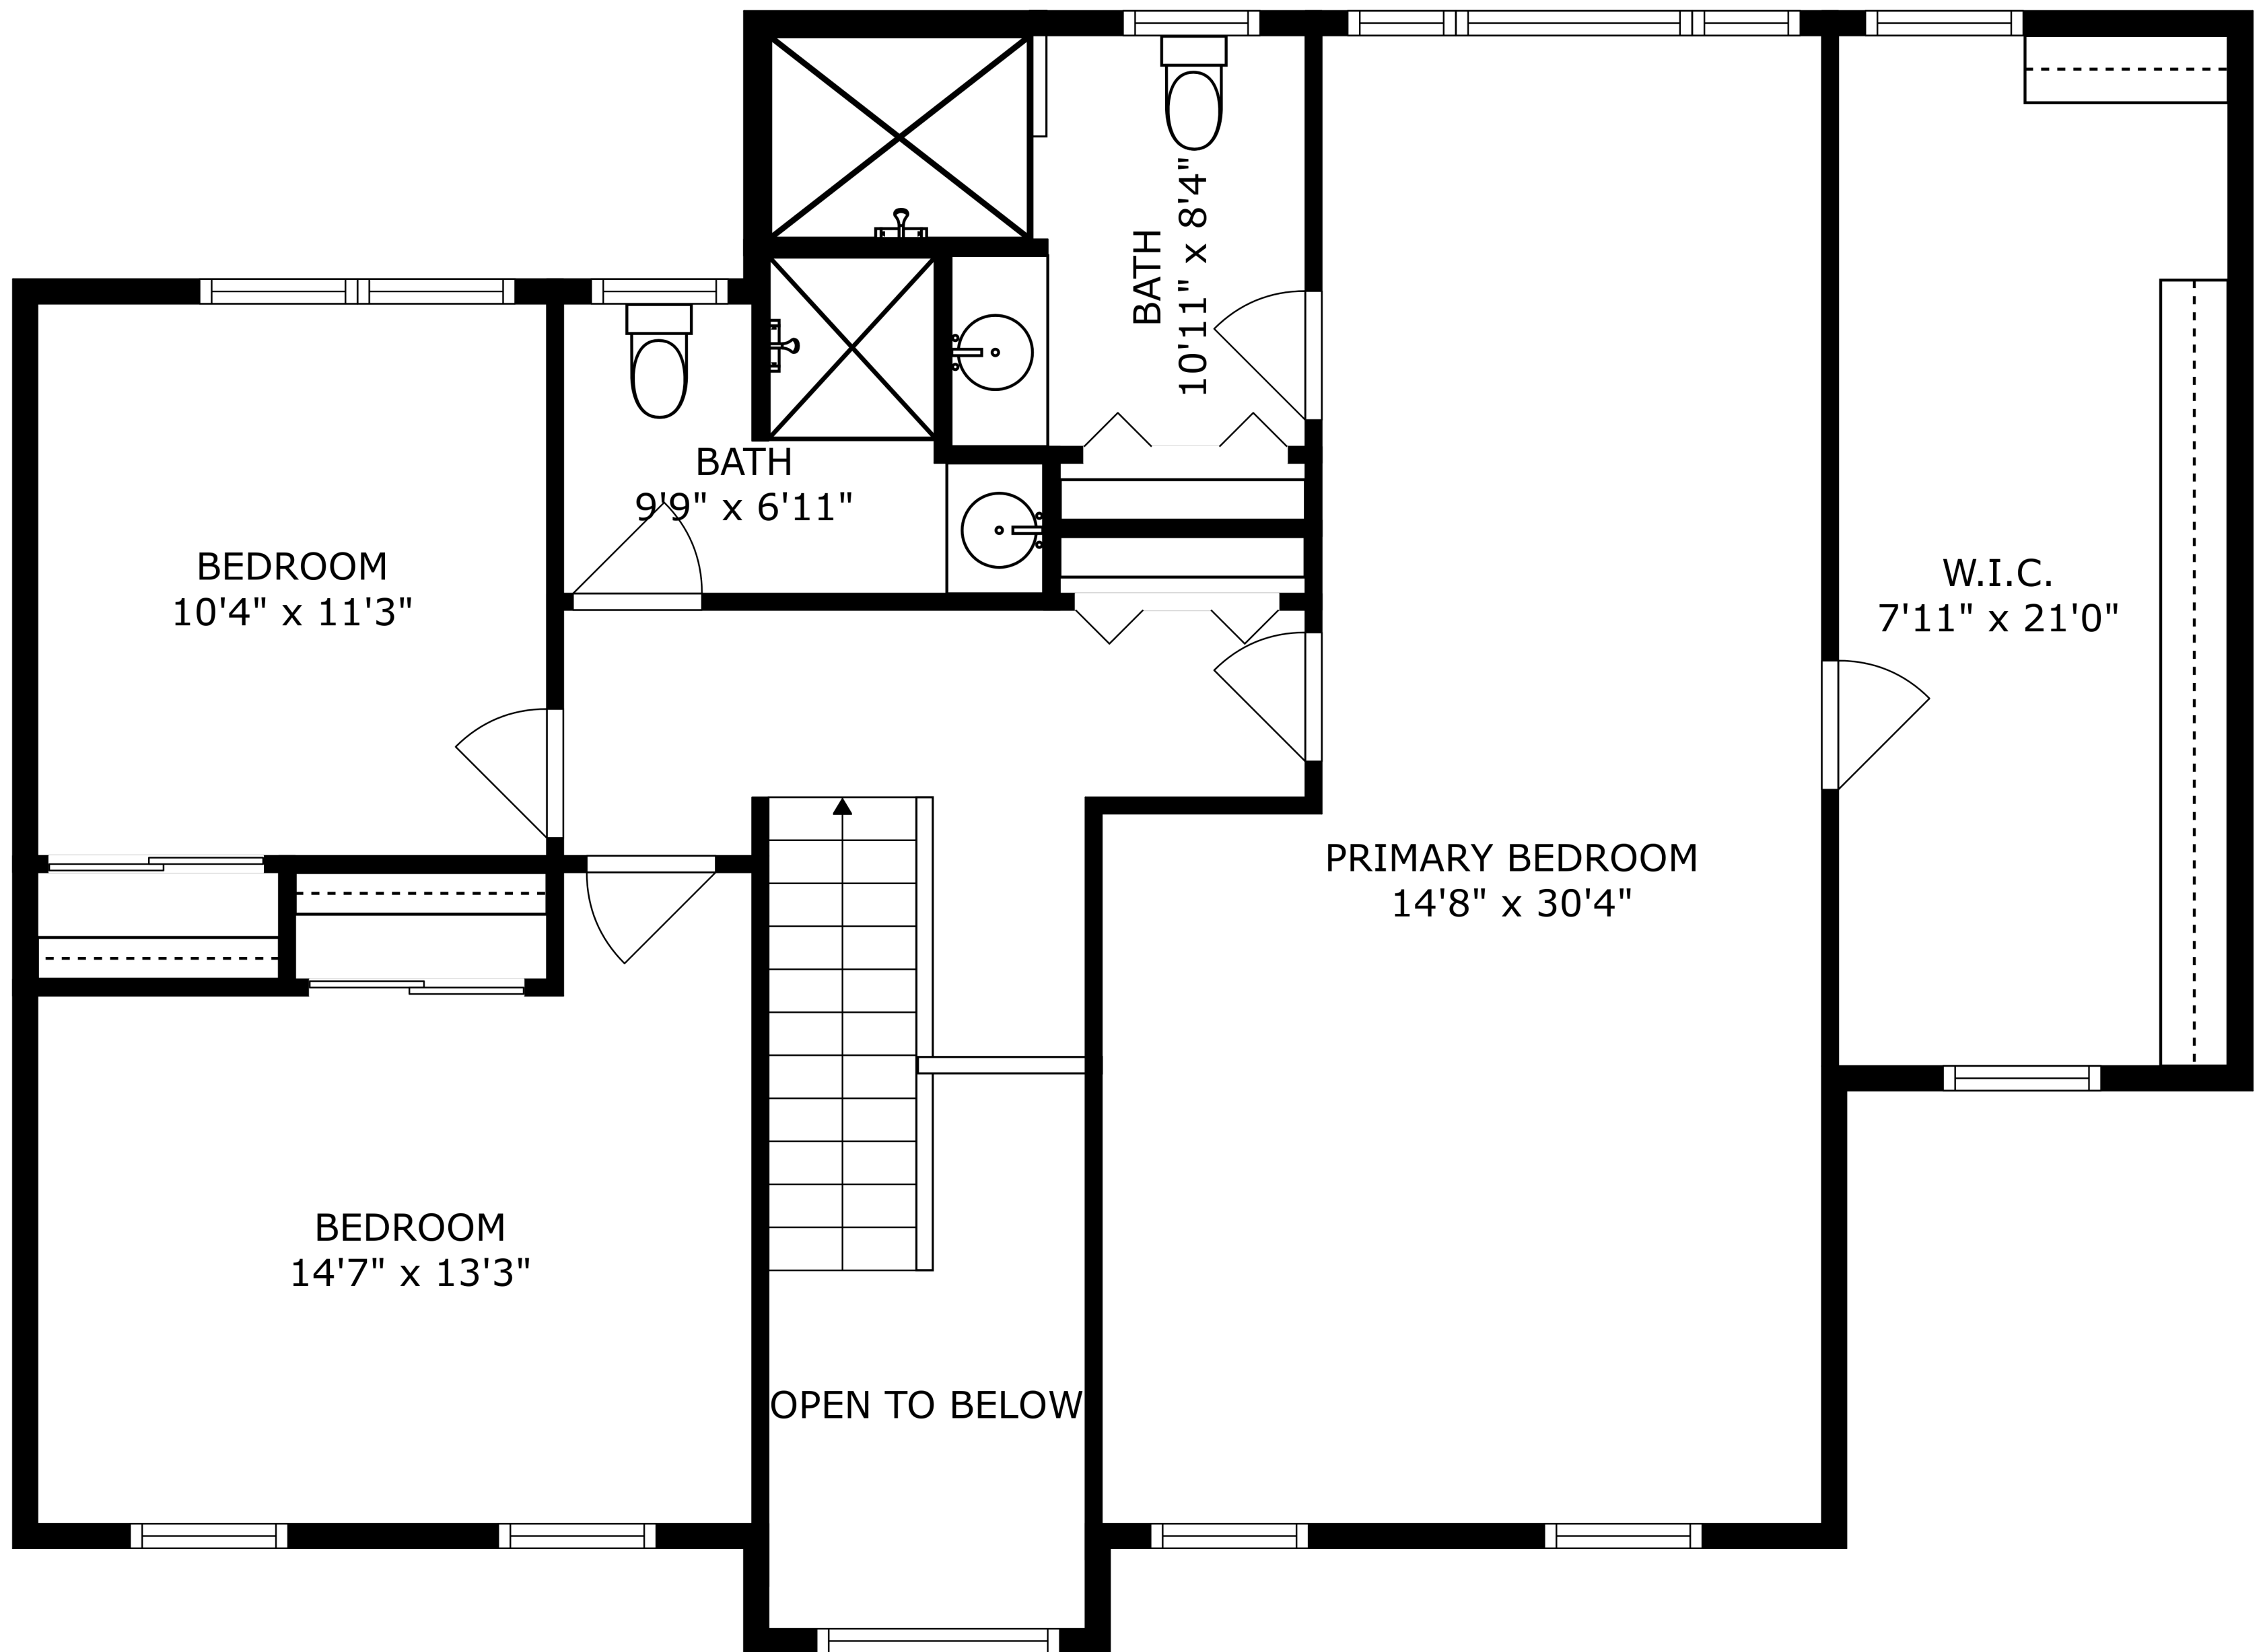 BATH
10'11" x 8'4"
BATH
9'9" x 6'11"
BEDROOM
10'4" x 11'3"
W.I.C.
7'11" x 21'0"
PRIMARY BEDROOM
14'8" x 30'4"
BEDROOM
14'7" x 13'3"
OPEN TO BELOW